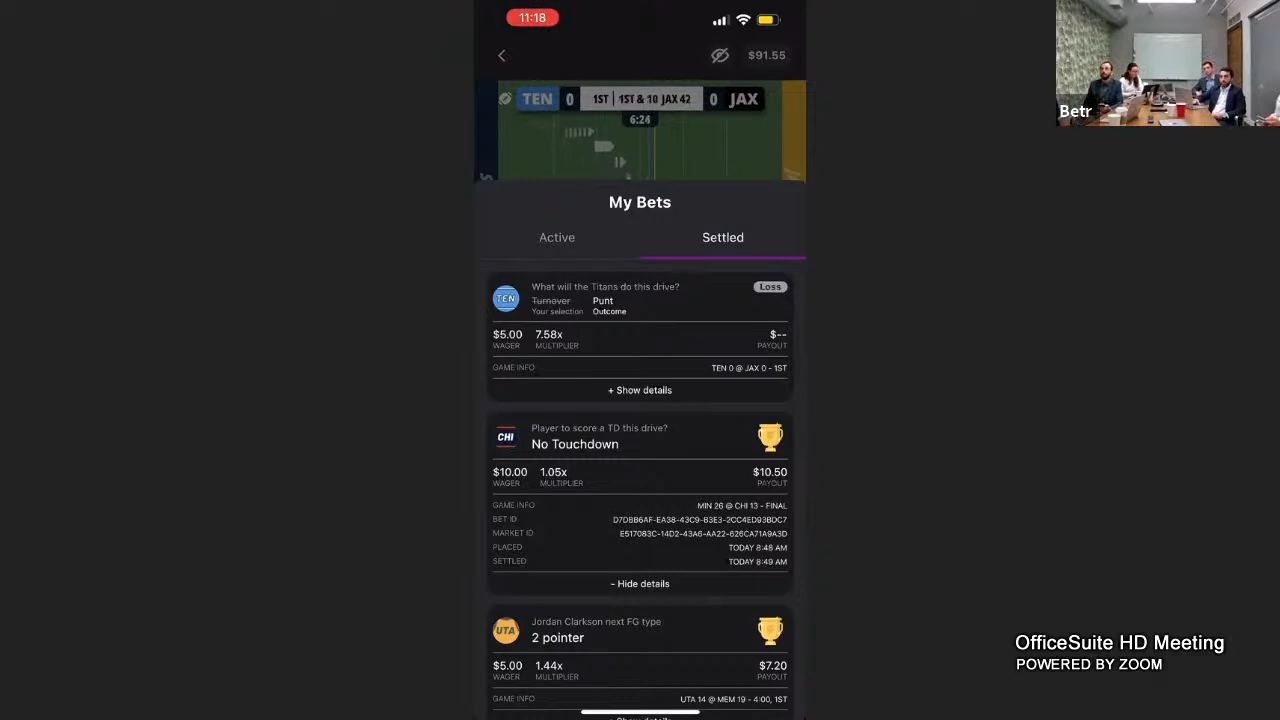 11:18
$91.55
TEN 0 1ST | 1ST & 10 JAX 42 0 JAX
6:24
Betr
My Bets
Active Settled
TEN
What will the Titans do this drive?
Loss
Turnover Punt
Your selection Outcome
$5.00 7.58x $--
WAGER MULTIPLIER PAYOUT
GAME INFO TEN 0 @ JAX 0 - 1ST
+ Show details
CHI
Player to score a TD this drive?
No Touchdown
$10.00 1.05x $10.50
WAGER MULTIPLIER PAYOUT
GAME INFO MIN 26 @ CHI 13 - FINAL
BET ID D7DBB6AF-EA38-43C9-B3E3-2CC4ED93BDC7
MARKET ID E517083C-14D2-43A6-AA22-626CA71A9A3D
PLACED TODAY 8:48 AM
SETTLED TODAY 8:49 AM
- Hide details
UTA
Jordan Clarkson next FG type
2 pointer
$5.00 1.44x $7.20
WAGER MULTIPLIER PAYOUT
GAME INFO UTA 14 @ MEM 19 - 4:00, 1ST
OfficeSuite HD Meeting
POWERED BY ZOOM